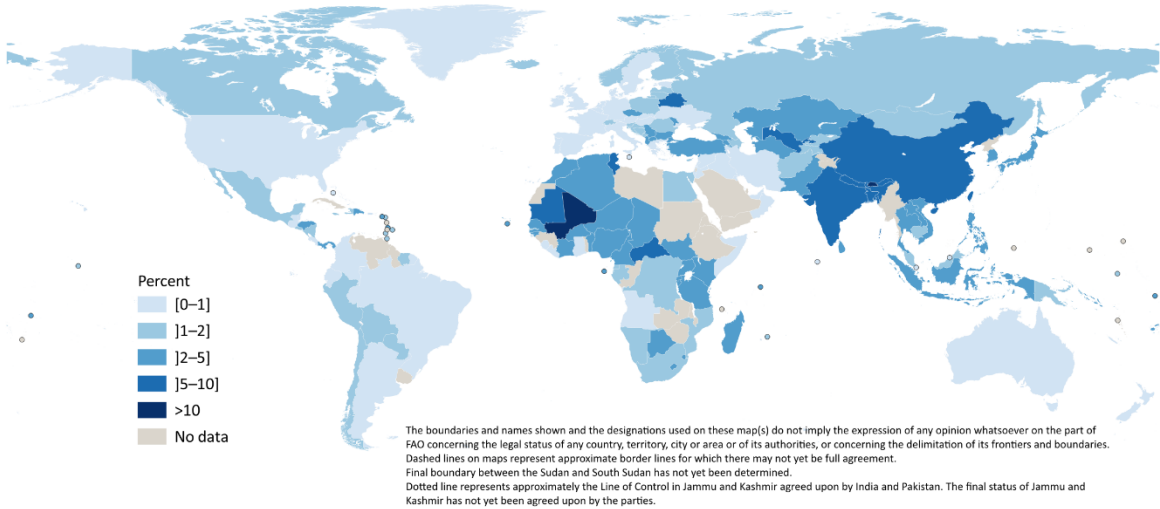 Percent
[0–1]
]1–2]
]2–5]
]5–10]
>10
No data
The boundaries and names shown and the designations used on these map(s) do not imply the expression of any opinion whatsoever on the part of
FAO concerning the legal status of any country, territory, city or area or of its authorities, or concerning the delimitation of its frontiers and boundaries.
Dashed lines on maps represent approximate border lines for which there may not yet be full agreement.
Final boundary between the Sudan and South Sudan has not yet been determined.
Dotted line represents approximately the Line of Control in Jammu and Kashmir agreed upon by India and Pakistan. The final status of Jammu and
Kashmir has not yet been agreed upon by the parties.